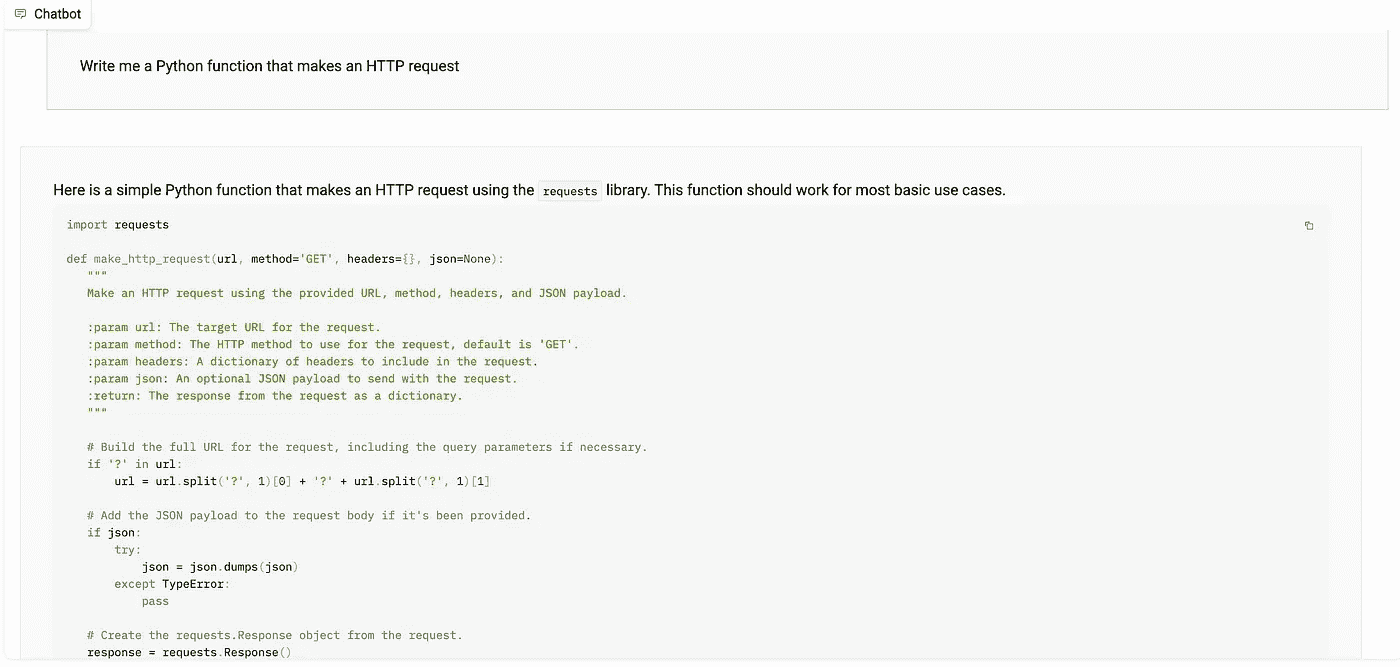 Chatbot
Write me a Python function that makes an HTTP request
Here is a simple Python function that makes an HTTP request using the requests library. This function should work for most basic use cases.
import requests
def make_http_request(url, method='GET', headers={}, json=None):
"""
Make an HTTP request using the provided URL, method, headers, and JSON payload.
:param url: The target URL for the request.
:param method: The HTTP method to use for the request, default is 'GET'.
:param headers: A dictionary of headers to include in the request.
:param json: An optional JSON payload to send with the request.
:return: The response from the request as a dictionary.
"""
# Build the full URL for the request, including the query parameters if necessary.
if '?' in url:
url = url.split('?', 1)[0] + '?' + url.split('?', 1)[1]
# Add the JSON payload to the request body if it's been provided.
if json:
try:
json = json.dumps(json)
except TypeError:
pass
# Create the requests.Response object from the request.
response = requests.Response()